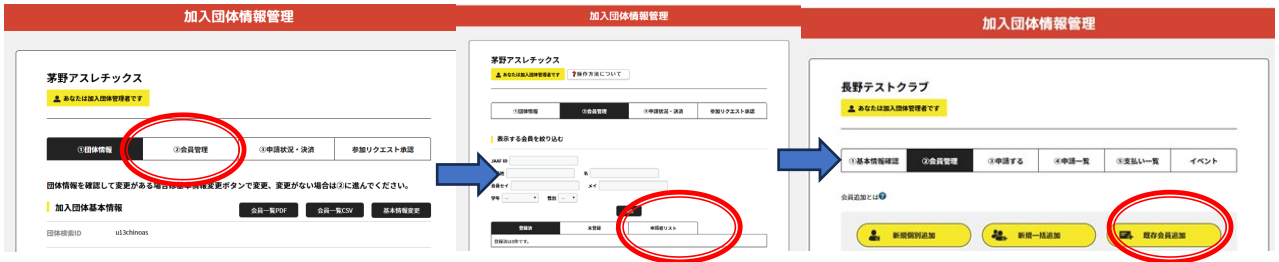 加入団体情報管理
茅野アスレチックス
あなたは加入団体管理者です
①団体情報 ②会員管理 ③申請状況・決済 参加リクエスト承認
団体情報を確認して変更がある場合は基本情報変更ボタンで変更、変更がない場合は②に進んでください。
加入団体基本情報 会員一覧PDF 会員一覧CSV 基本情報変更
団体検索ID u13chinoas
加入団体情報管理
茅野アスレチックス
あなたは加入団体管理者です ?操作方法について
①団体情報 ②会員管理 ③申請状況・決済 参加リクエスト承認
表示する会員を絞り込む
JAAF ID
名
会員セイ メイ
学年 -- 性別 --
登録済 未登録 申請者リスト
登録済は0件です。
加入団体情報管理
長野テストクラブ
あなたは加入団体管理者です
①基本情報確認 ②会員管理 ③申請する ④申請一覧 ⑤支払い一覧 イベント
会員追加とは?
新規個別追加 新規一括追加 既存会員追加